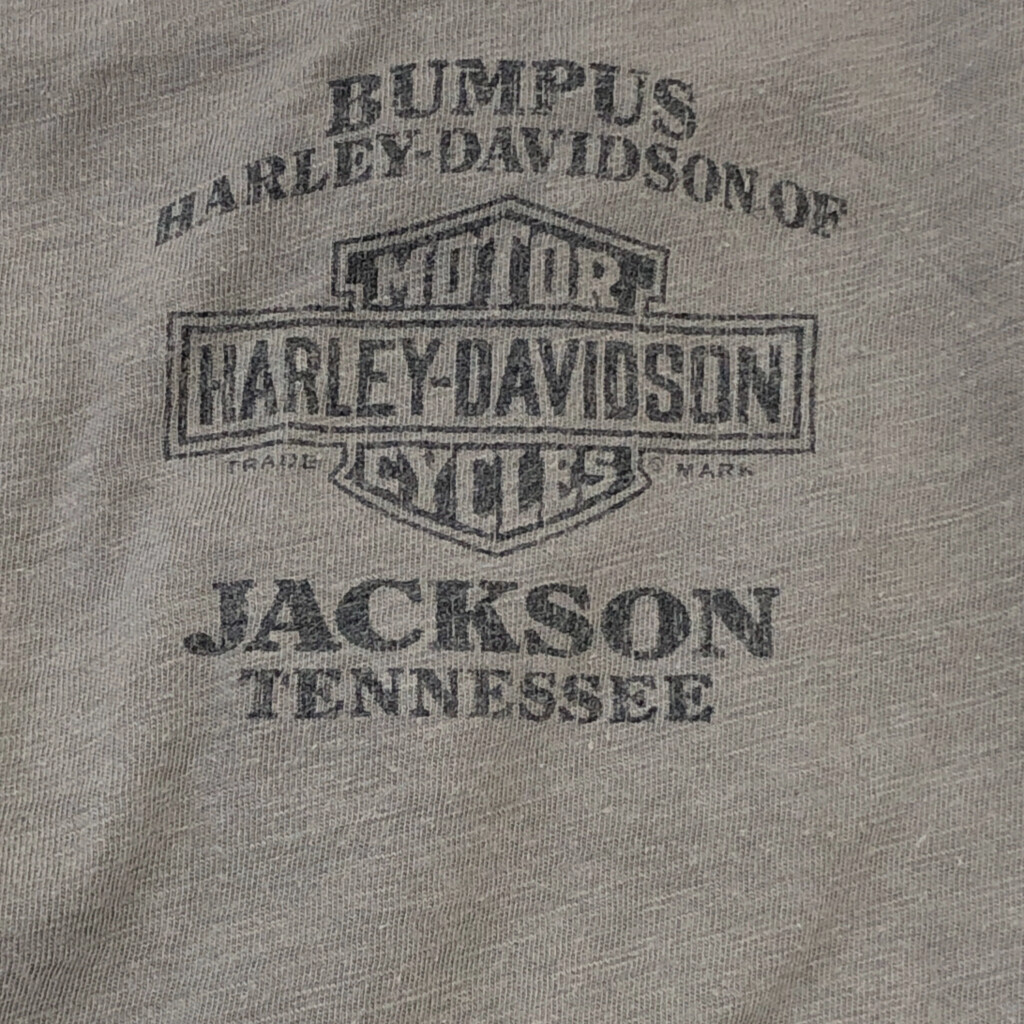 BUMPUS
HARLEY-DAVIDSON OF
MOTOR
HARLEY-DAVIDSON
TRADE ® MARK
CYCLES
JACKSON
TENNESSEE